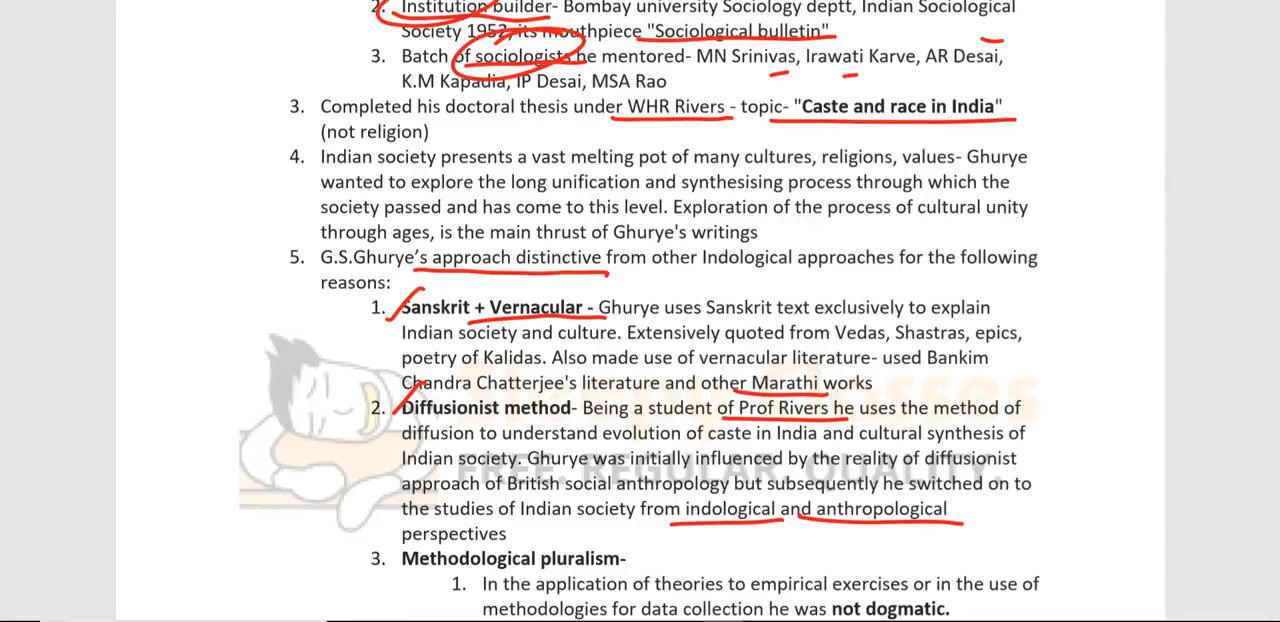 2. Institution builder- Bombay university Sociology deptt, Indian Sociological
Society 1952, its mouthpiece "Sociological bulletin"
3. Batch of sociologists he mentored- MN Srinivas, Irawati Karve, AR Desai,
K.M Kapadia, IP Desai, MSA Rao
3. Completed his doctoral thesis under WHR Rivers - topic- "Caste and race in India"
(not religion)
4. Indian society presents a vast melting pot of many cultures, religions, values- Ghurye
wanted to explore the long unification and synthesising process through which the
society passed and has come to this level. Exploration of the process of cultural unity
through ages, is the main thrust of Ghurye's writings
5. G.S.Ghurye's approach distinctive from other Indological approaches for the following
reasons:
1. Sanskrit + Vernacular - Ghurye uses Sanskrit text exclusively to explain
Indian society and culture. Extensively quoted from Vedas, Shastras, epics,
poetry of Kalidas. Also made use of vernacular literature- used Bankim
Chandra Chatterjee's literature and other Marathi works
2. Diffusionist method- Being a student of Prof Rivers he uses the method of
diffusion to understand evolution of caste in India and cultural synthesis of
Indian society. Ghurye was initially influenced by the reality of diffusionist
FREE. REGULAR. QUALITY.
approach of British social anthropology but subsequently he switched on to
the studies of Indian society from indological and anthropological
perspectives
3. Methodological pluralism-
1. In the application of theories to empirical exercises or in the use of
methodologies for data collection he was not dogmatic.